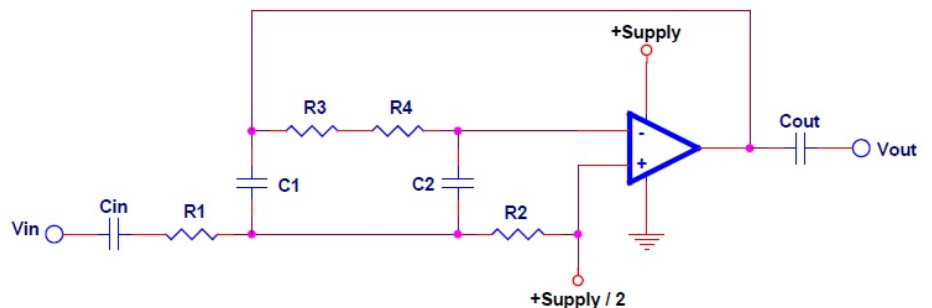 +Supply
R3
R4
Cout
-
+
Vout
C1
C2
Cin
R1
R2
Vin
+Supply / 2